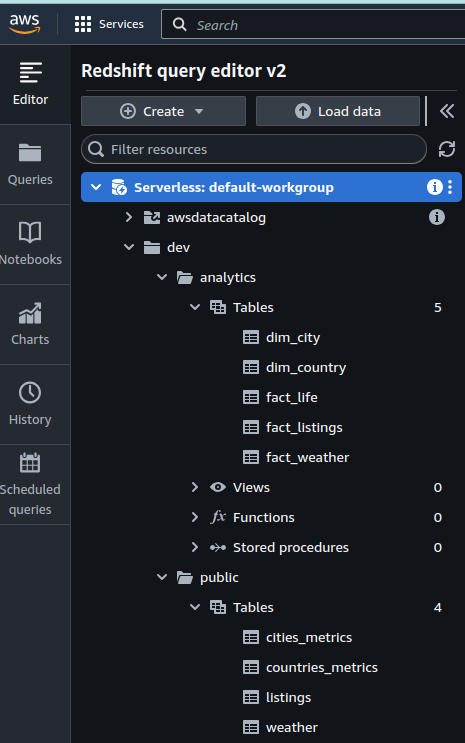 aws
Services
Search
Editor
Queries
Notebooks
Charts
History
Scheduled
queries
Redshift query editor v2
Create
Load data
Filter resources
Serverless: default-workgroup
awsdatacatalog
dev
analytics
Tables 5
dim_city
dim_country
fact_life
fact_listings
fact_weather
Views 0
fx Functions 0
Stored procedures 0
public
Tables 4
cities_metrics
countries_metrics
listings
weather